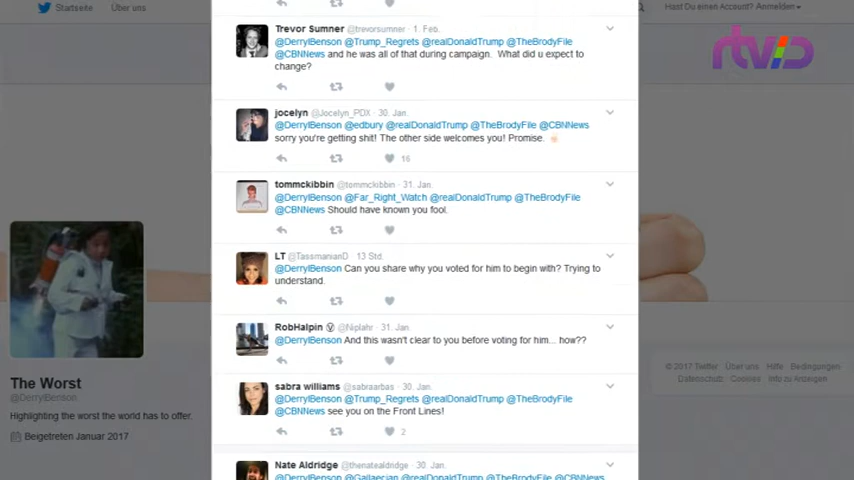 Startseite Über uns
Hast Du einen Account? Anmelden
rtvid
Trevor Sumner @trevorsumner · 1. Feb.
@DerrylBenson @Trump_Regrets @realDonaldTrump @TheBrodyFile
@CBNNews and he was all of that during campaign. What did u expect to
change?
jocelyn @Jocelyn_PDX · 30. Jan.
@DerrylBenson @edbury @realDonaldTrump @TheBrodyFile @CBNNews
sorry you're getting shit! The other side welcomes you! Promise.
16
tommckibbin @tommckibbin · 31. Jan.
@DerrylBenson @Far_Right_Watch @realDonaldTrump @TheBrodyFile
@CBNNews Should have known you fool.
LT @TassmanianD · 13 Std.
@DerrylBenson Can you share why you voted for him to begin with? Trying to
understand.
RobHalpin Ⓥ @Niplahr · 31. Jan.
@DerrylBenson And this wasn't clear to you before voting for him... how??
sabra williams @sabraarbas · 30. Jan.
@DerrylBenson @Trump_Regrets @realDonaldTrump @TheBrodyFile
@CBNNews see you on the Front Lines!
2
Nate Aldridge @thenatealdridge · 30. Jan.
@DerrylBenson @Gallaecian @realDonaldTrump @TheBrodyFile @CBNNews
The Worst
@DerrylBenson
Highlighting the worst the world has to offer.
Beigetreten Januar 2017
© 2017 Twitter Über uns Hilfe Bedingungen
Datenschutz Cookies Info zu Anzeigen